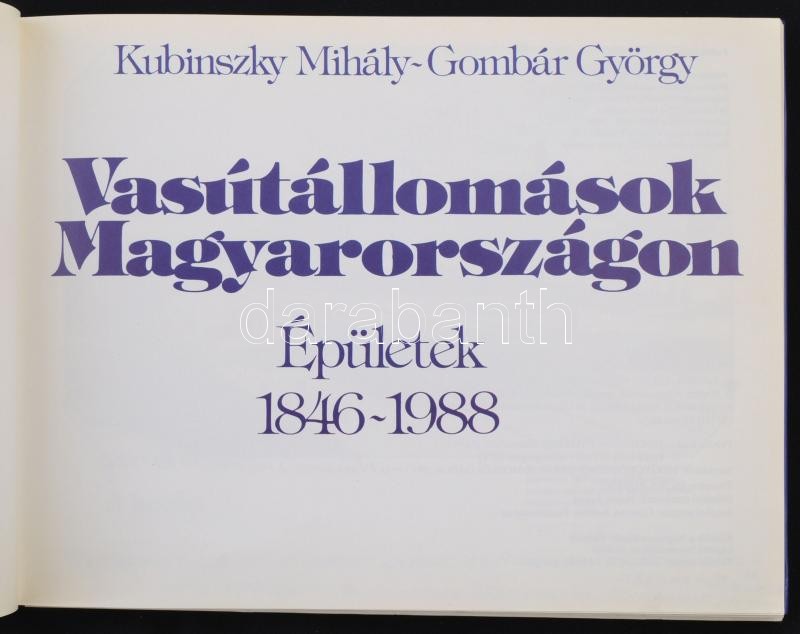 Kubinszky Mihály~Gombár György
Vasútállomások
Magyarországon
darabanth
Épületek
1846~1988